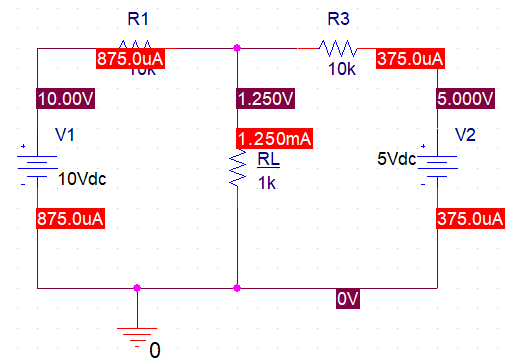 R1
R3
875.0uA
10k
10k
375.0uA
10.00V
1.250V
5.000V
V1
1.250mA
RL
V2
10Vdc
1k
5Vdc
875.0uA
375.0uA
0V
0